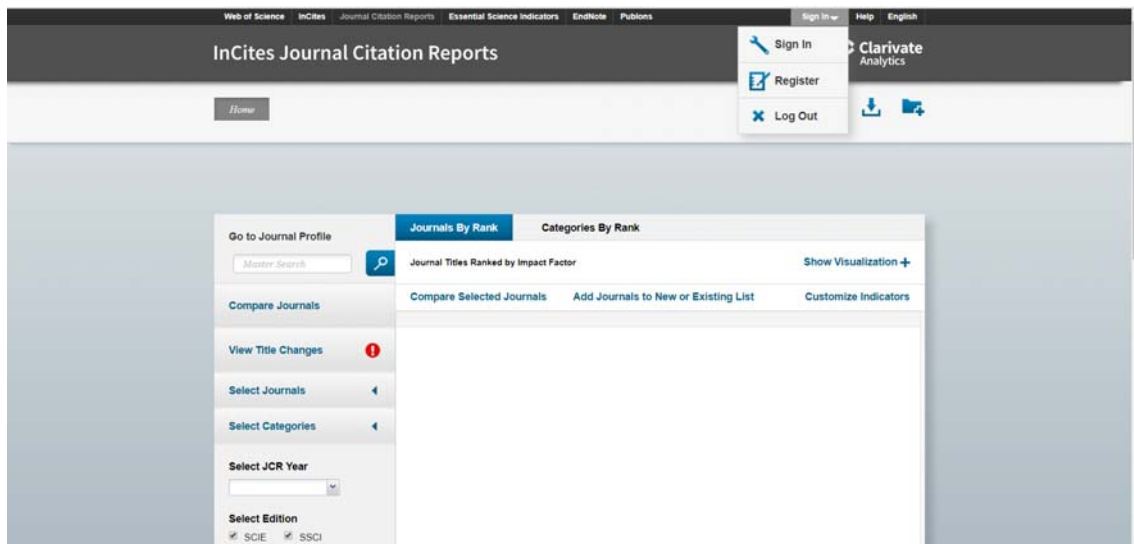 Web of Science InCites Journal Citation Reports Essential Science Indicators EndNote Publons Sign In Help English
InCites Journal Citation Reports
Clarivate
Analytics
Sign In
Register
Log Out
Home
Go to Journal Profile
Master Search
Compare Journals
View Title Changes
Select Journals
Select Categories
Select JCR Year
Select Edition
SCIE SSCI
Journals By Rank Categories By Rank
Journal Titles Ranked by Impact Factor Show Visualization +
Compare Selected Journals Add Journals to New or Existing List Customize Indicators